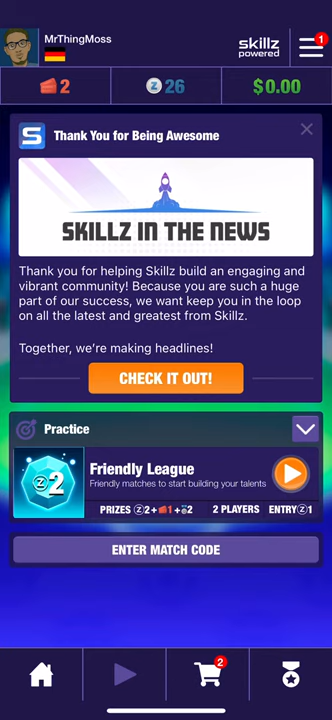 MrThingMoss
skillz
powered
1
2
Z 26
$0.00
S Thank You for Being Awesome
SKILLZ IN THE NEWS
Thank you for helping Skillz build an engaging and
vibrant community! Because you are such a huge
part of our success, we want keep you in the loop
on all the latest and greatest from Skillz.
Together, we're making headlines!
CHECK IT OUT!
Practice
Z 2
Friendly League
Friendly matches to start building your talents
PRIZES Z2+1+2 2 PLAYERS ENTRY Z1
ENTER MATCH CODE
2